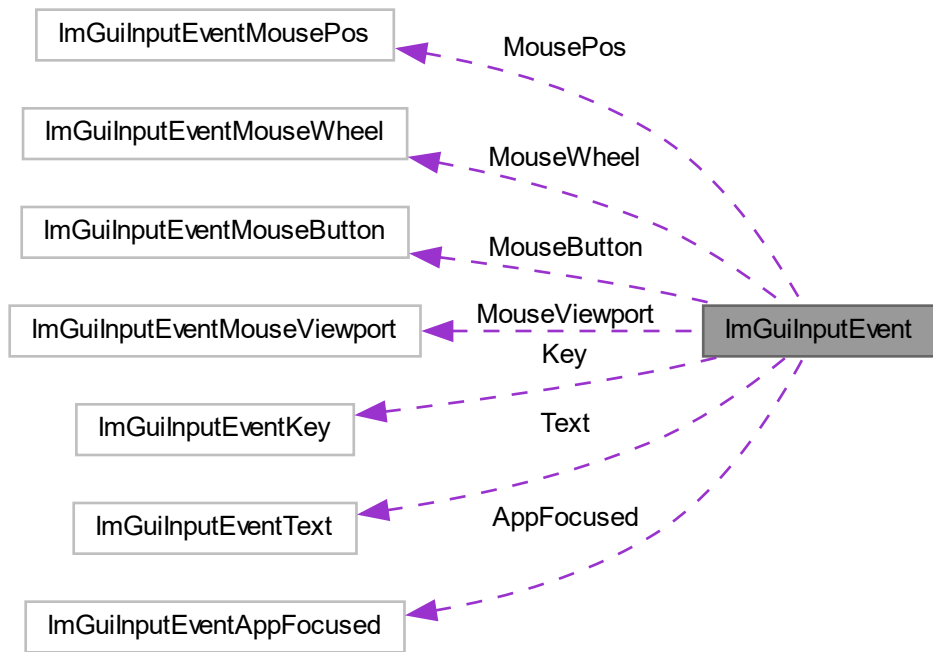 ImGuiInputEventMousePos
MousePos
ImGuiInputEventMouseWheel
MouseWheel
ImGuiInputEventMouseButton
MouseButton
ImGuiInputEventMouseViewport
MouseViewport
ImGuiInputEvent
Key
ImGuiInputEventKey
Text
ImGuiInputEventText
AppFocused
ImGuiInputEventAppFocused